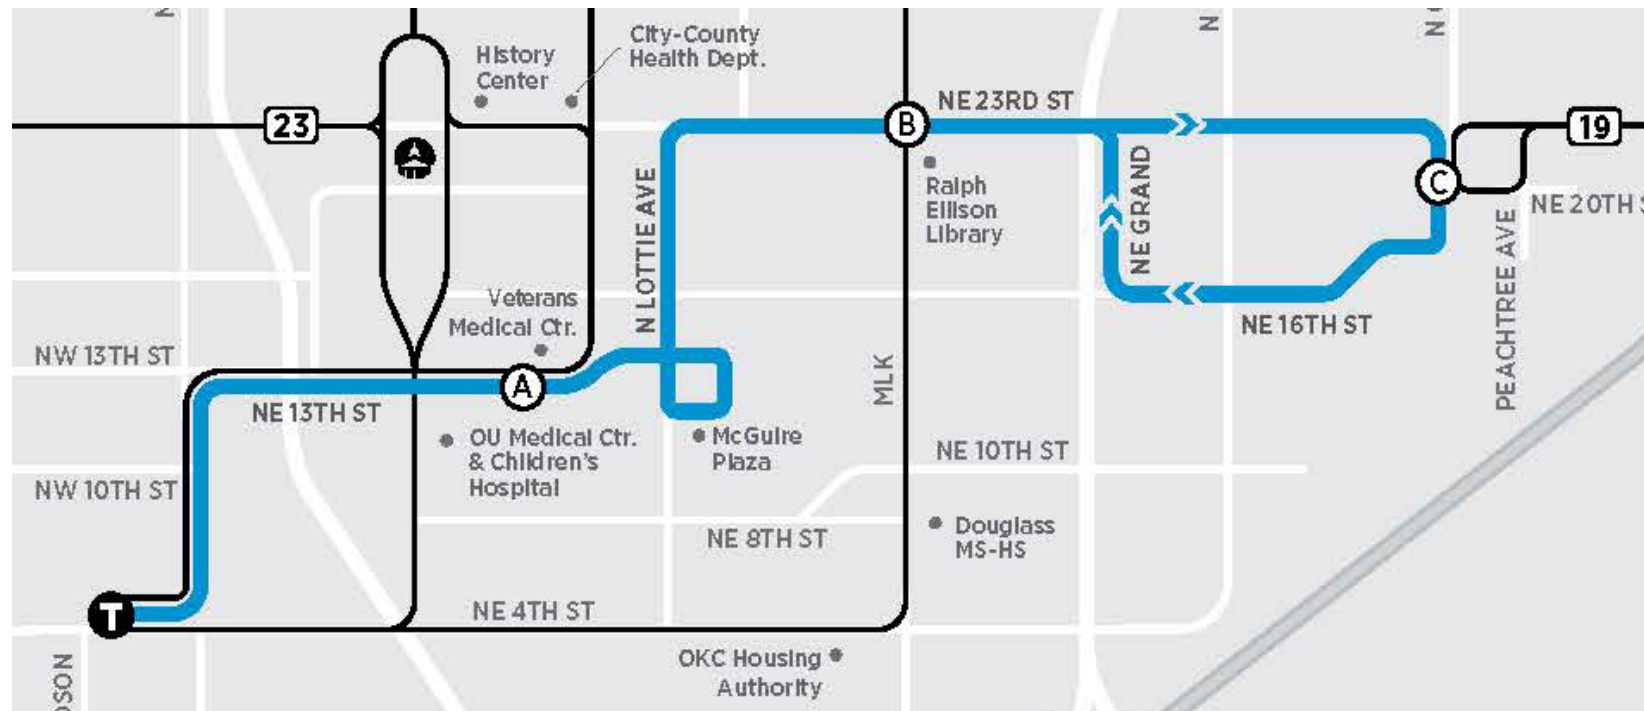 History
Center
City-County
Health Dept.
N
N
23
B
NE 23RD ST
19
C
N LOTTIE AVE
Ralph
Ellison
Library
NE GRAND
NE 20TH
PEACHTREE AVE
Veterans
Medical Ctr.
NE 16TH ST
NW 13TH ST
A
NE 13TH ST
MLK
OU Medical Ctr.
& Children's
Hospital
McGuire
Plaza
NE 10TH ST
NW 10TH ST
NE 8TH ST
Douglass
MS-HS
T
NE 4TH ST
OKC Housing
Authority
DSON